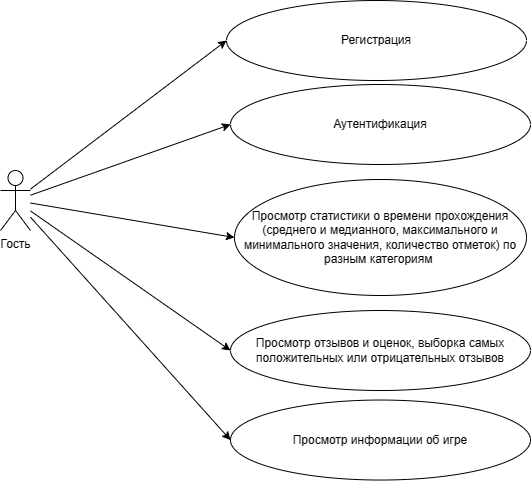 Регистрация
Аутентификация
Гость
Просмотр статистики о времени прохождения
(среднего и медианного, максимального и
минимального значения, количество отметок) по
разным категориям
Просмотр отзывов и оценок, выборка самых
положительных или отрицательных отзывов
Просмотр информации об игре